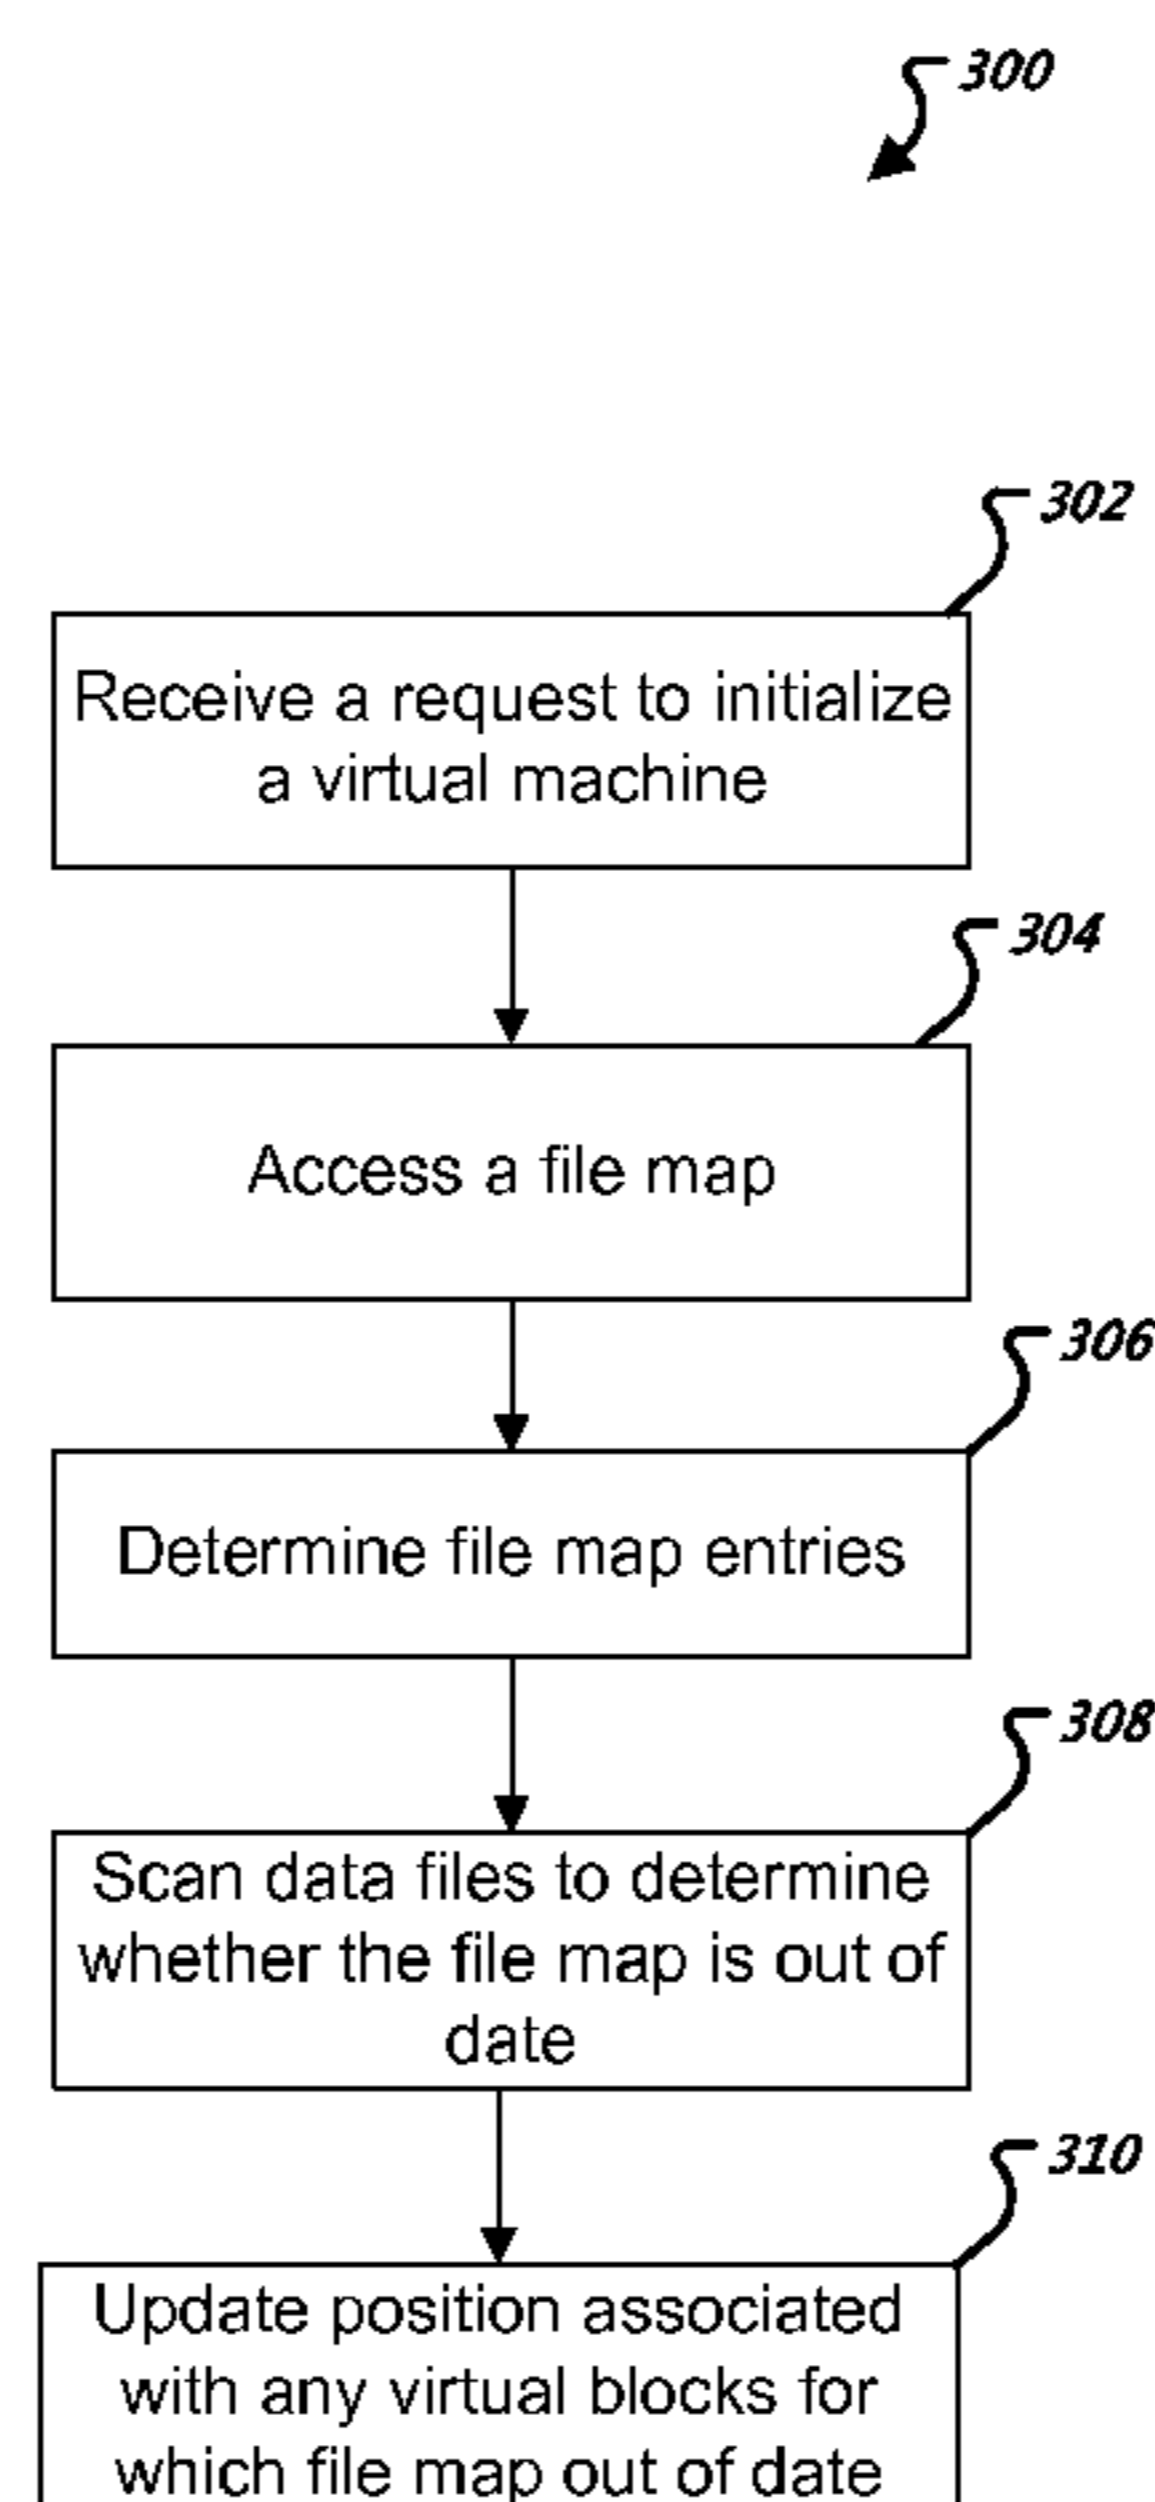 300
302
Receive a request to initialize
a virtual machine
304
Access a file map
306
Determine file map entries
308
Scan data files to determine
whether the file map is out of
date
310
Update position associated
with any virtual blocks for
which file map out of date